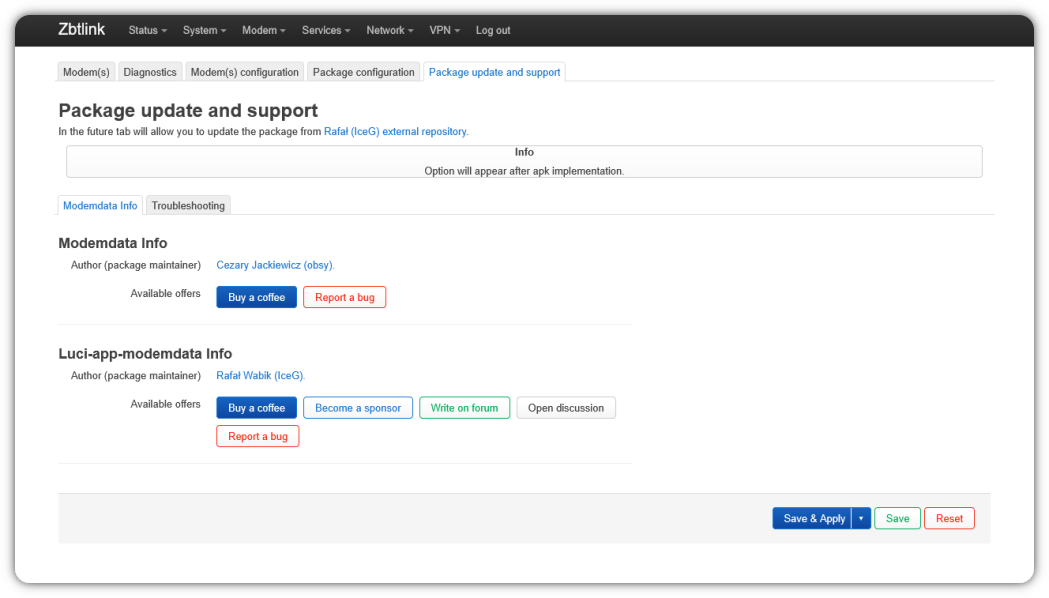 Zbtlink Status System Modem Services Network VPN Log out
Modem(s) Diagnostics Modem(s) configuration Package configuration Package update and support
Package update and support
In the future tab will allow you to update the package from Rafał (IceG) external repository.
Info
Option will appear after apk implementation.
Modemdata Info Troubleshooting
Modemdata Info
Author (package maintainer) Cezary Jackiewicz (obsy).
Available offers Buy a coffee Report a bug
Luci-app-modemdata Info
Author (package maintainer) Rafał Wabik (IceG).
Available offers Buy a coffee Become a sponsor Write on forum Open discussion
Report a bug
Save & Apply Save Reset